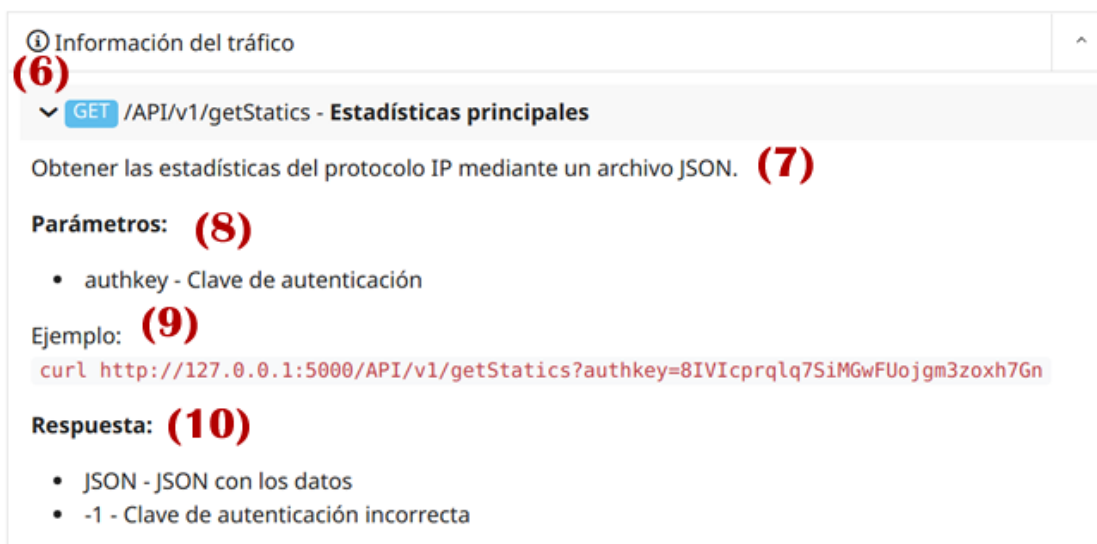 Información del tráfico
(6)
GET /API/v1/getStatics - Estadísticas principales
Obtener las estadísticas del protocolo IP mediante un archivo JSON. (7)
Parámetros: (8)
• authkey - Clave de autenticación
Ejemplo: (9)
curl http://127.0.0.1:5000/API/v1/getStatics?authkey=8IVIcprqlq7SiMGwFUojgm3zoxh7Gn
Respuesta: (10)
• JSON - JSON con los datos
• -1 - Clave de autenticación incorrecta